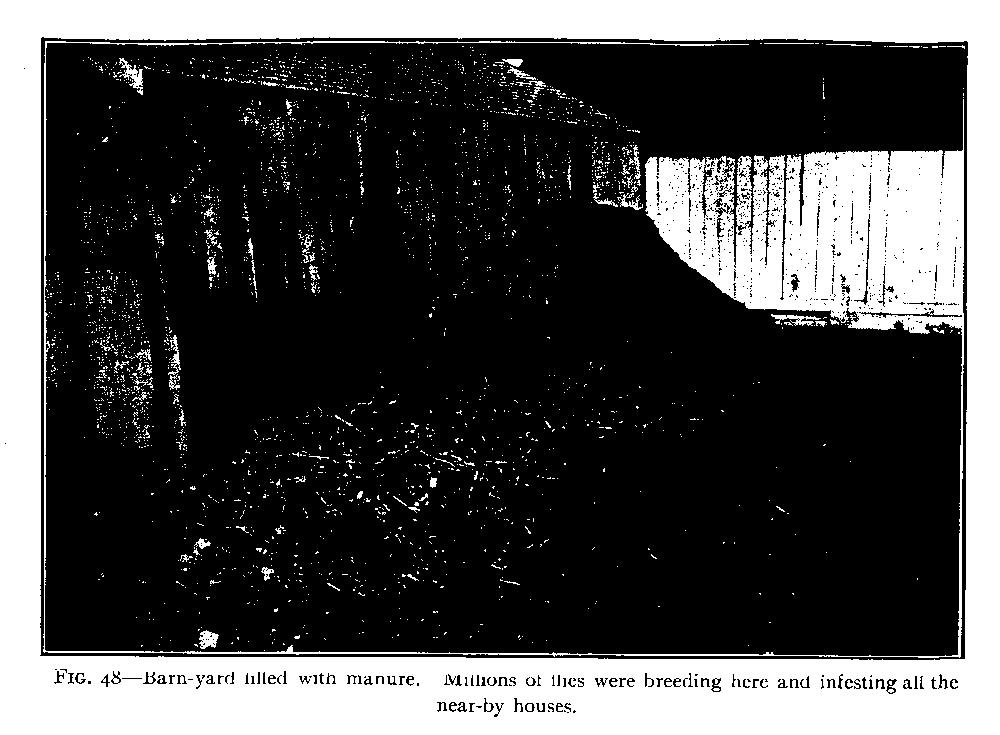 FIG. 48—Barn-yard filled with manure. Millions of flies were breeding here and infesting all the
near-by houses.